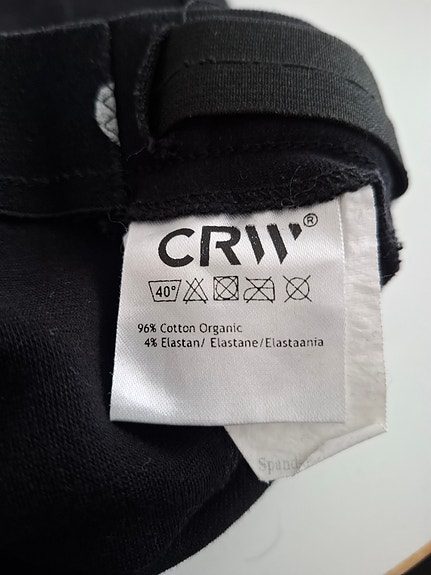 CRW®
40°
96% Cotton Organic
4% Elastan/ Elastane/Elastaania